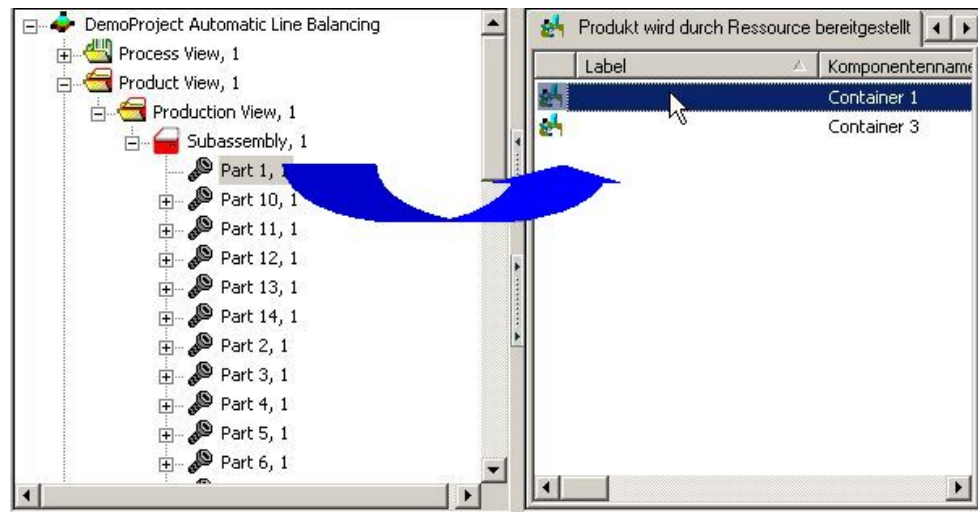 DemoProject Automatic Line Balancing
Process View, 1
Product View, 1
Production View, 1
Subassembly, 1
Part 1, 1
Part 10, 1
Part 11, 1
Part 12, 1
Part 13, 1
Part 14, 1
Part 2, 1
Part 3, 1
Part 4, 1
Part 5, 1
Part 6, 1
Produkt wird durch Ressource bereitgestellt
Label Komponentenname
Container 1
Container 3